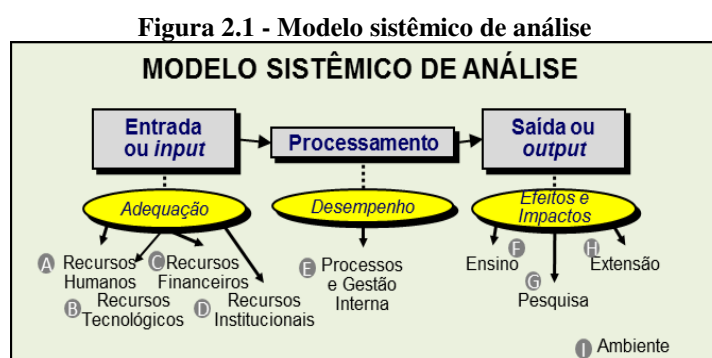 Figura 2.1 - Modelo sistêmico de análise
MODELO SISTÊMICO DE ANÁLISE
Entrada
ou input
Processamento
Saída ou
output
Adequação
Desempenho
Efeitos e
Impactos
A Recursos
Humanos
B Recursos
Tecnológicos
C Recursos
Financeiros
D Recursos
Institucionais
E Processos
e Gestão
Interna
F
Ensino
G
Pesquisa
H
Extensão
I Ambiente